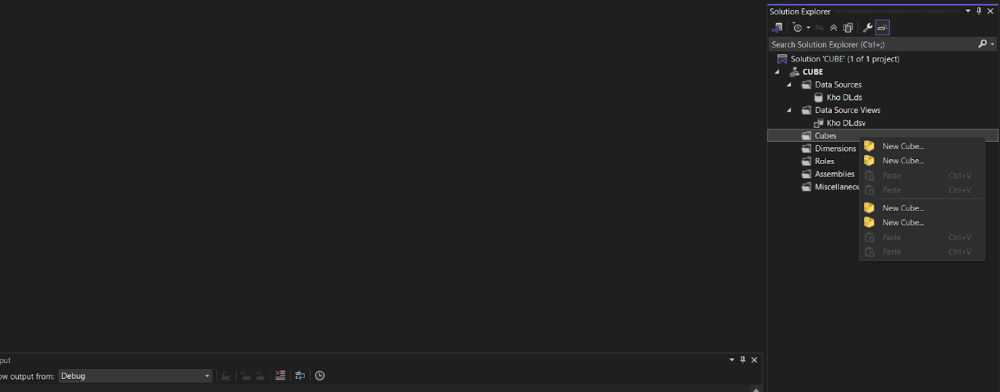 Solution Explorer
Search Solution Explorer (Ctrl+;)
Solution 'CUBE' (1 of 1 project)
CUBE
Data Sources
Kho DL.ds
Data Source Views
Kho DL.dsv
Cubes
Dimensions
Roles
Assemblies
Miscellaneou
New Cube...
New Cube...
Paste Ctrl+V
Paste Ctrl+V
New Cube...
New Cube...
Paste Ctrl+V
Paste Ctrl+V
put
ow output from: Debug